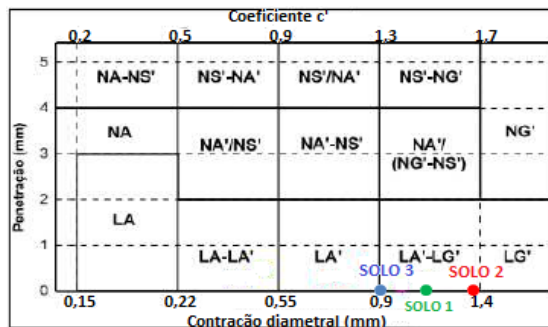 Coeficiente c'
0,2 0,5 0,9 1,3 1,7
5 NA-NS' NS'-NA' NS'/NA' NS'-NG'
4
NA NA'/NS' NA'-NS' NA'/ NG'
3 (NG'-NS')
2
LA
1 LA-LA' LA' LA'-LG' LG'
SOLO 3 SOLO 2
0
0,15 0,22 0,55 0,9 SOLO 1 1,4
Contração diametral (mm)
Penetração (mm)